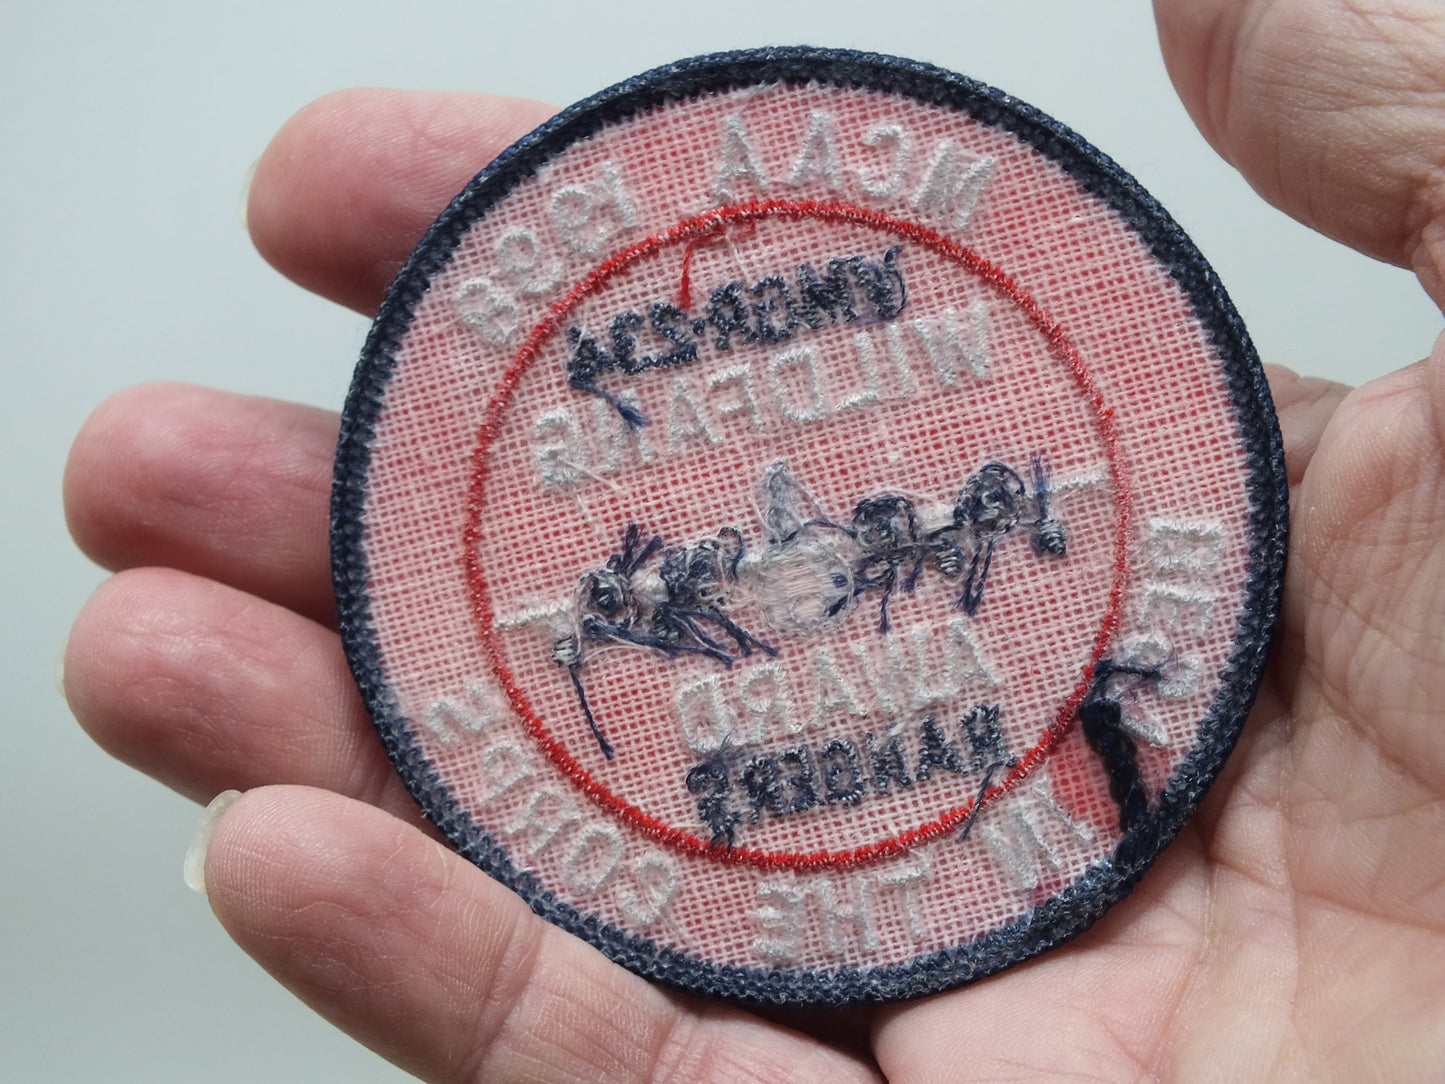 MCAA 1998
VMGR-234
WILDFANG
AWARD
RANGERS
BEST IN THE CORPS